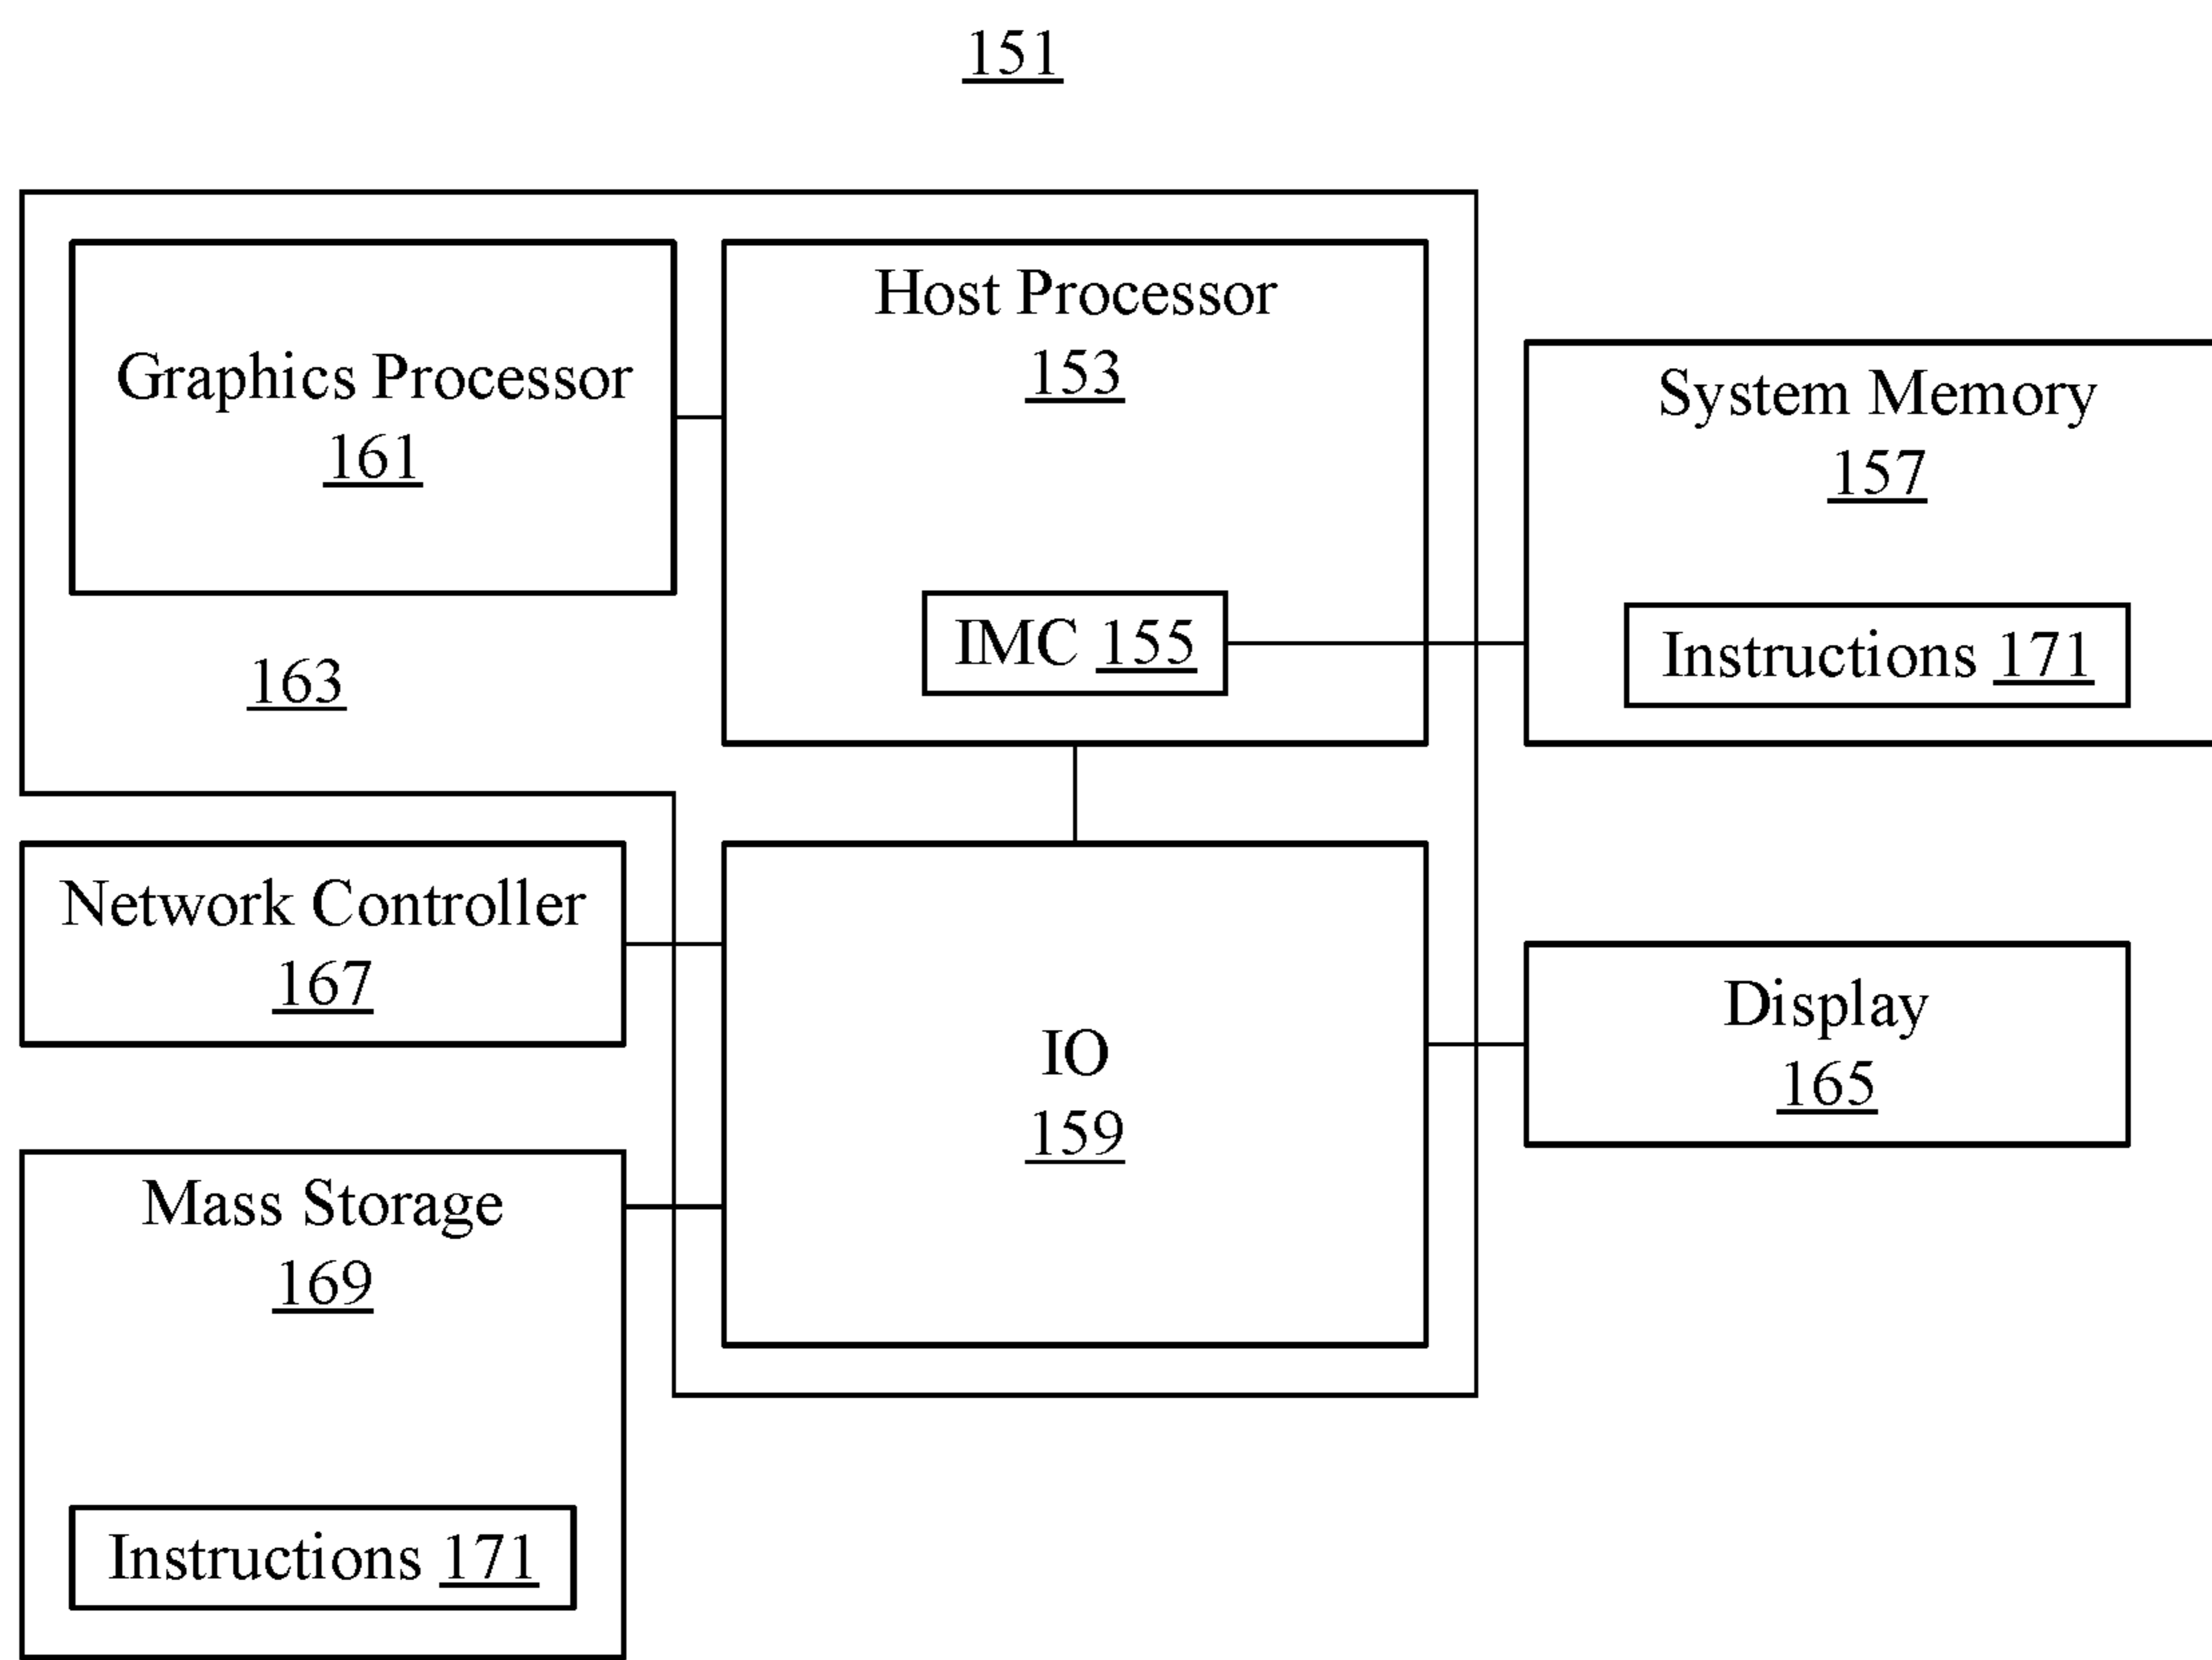 151
Graphics Processor
161
Host Processor
153
IMC 155
163
System Memory
157
Instructions 171
Network Controller
167
IO
159
Display
165
Mass Storage
169
Instructions 171